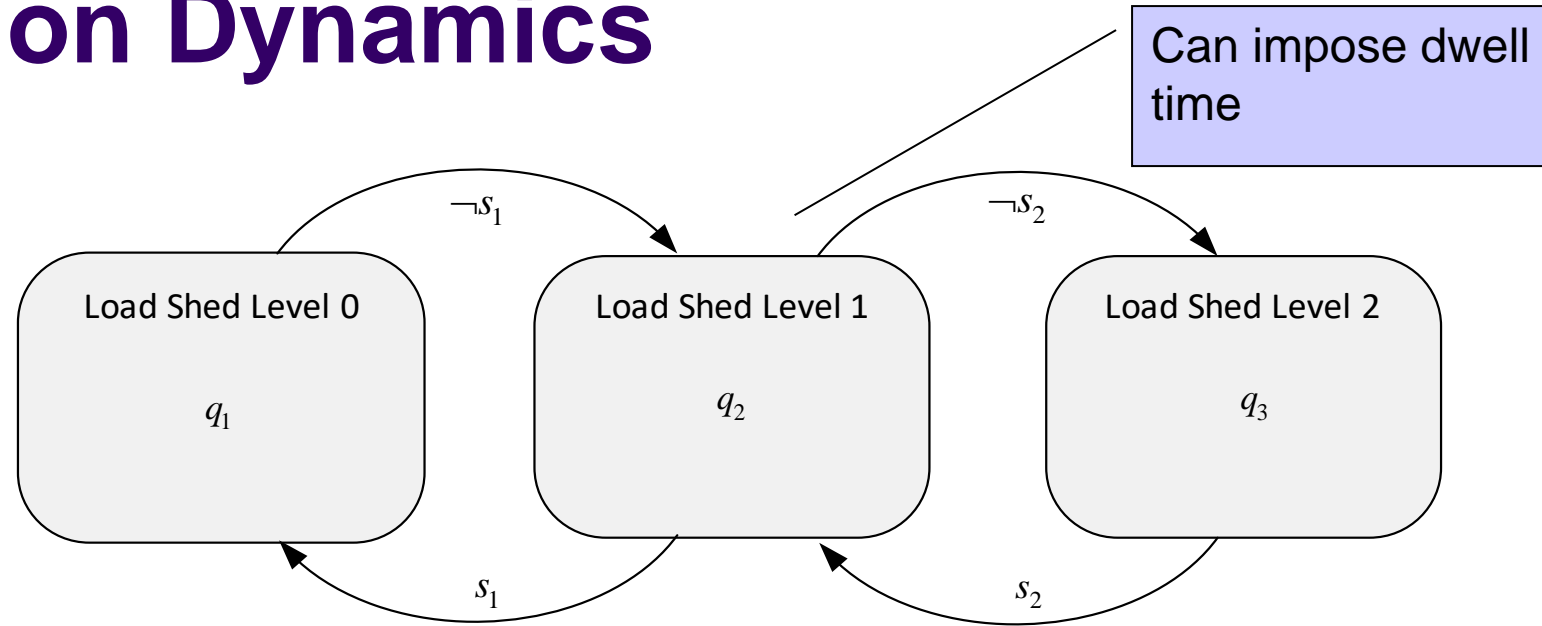 on Dynamics
Can impose dwell
time
¬s₁
¬s₂
Load Shed Level 0
Load Shed Level 1
Load Shed Level 2
q₁
q₂
q₃
s₁
s₂